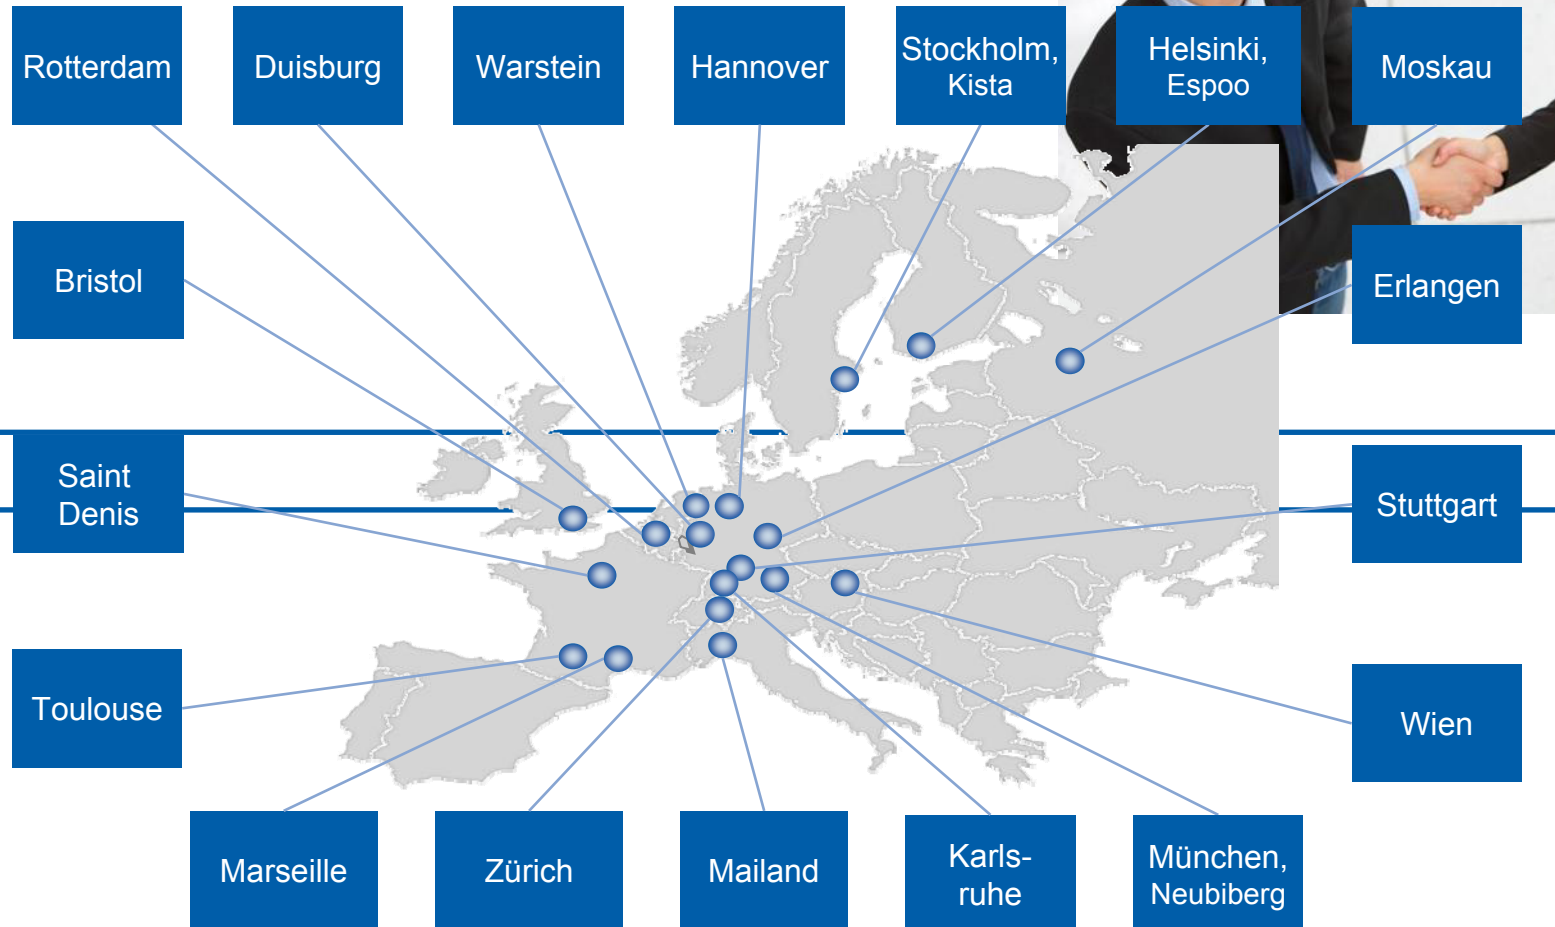 Rotterdam
Duisburg
Warstein
Hannover
Stockholm,
Kista
Helsinki,
Espoo
Moskau
Bristol
Erlangen
Saint
Denis
Stuttgart
Toulouse
Wien
Marseille
Zürich
Mailand
Karls-
ruhe
München,
Neubiberg